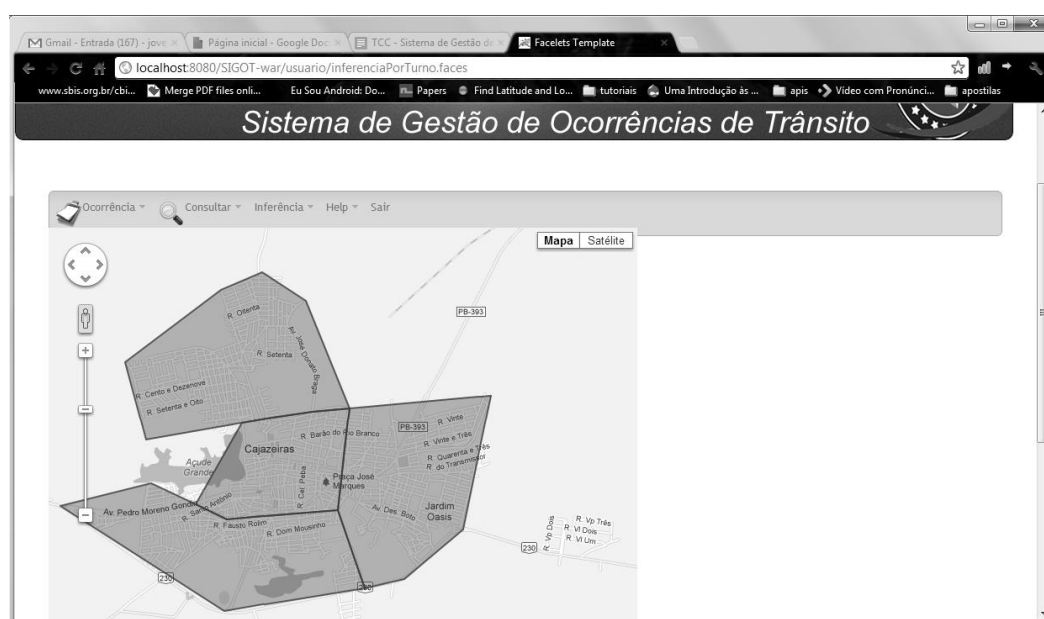 Gmail - Entrada (167) - jove
Página inicial - Google Doc
TCC - Sistema de Gestão de
Facelets Template
localhost:8080/SIGOT-war/usuario/inferenciaPorTurno.faces
www.sbis.org.br/cbi...
Merge PDF files onli...
Eu Sou Android: Do...
Papers
Find Latitude and Lo...
tutoriais
Uma Introdução às ...
apis
Vídeo com Pronúnci...
apostilas
Sistema de Gestão de Ocorrências de Trânsito
Ocorrência
Consultar
Inferência
Help
Sair
Mapa
Satélite
PB-393
R. Oitenta
Av. José Donato Braga
R. Setenta
R. Cento e Dezenove
R. Setenta e Oito
R. Vinte
PB-393
R. Barão do Rio Branco
R. Vinte e Três
Cajazeiras
R. Quarenta e Três
R. do Transmissor
Açude
Grande
R. Cel Peba
Praça José
Marques
Av. Pedro Moreno Gondim
R. Santo Antônio
Av. Des. Boto
Jardim
Oasis
R. Fausto Rolim
R. Dom Mousinho
R. Vp Dois
R. Vp Três
R. Vl Dois
R. Vl Um
230
230
230